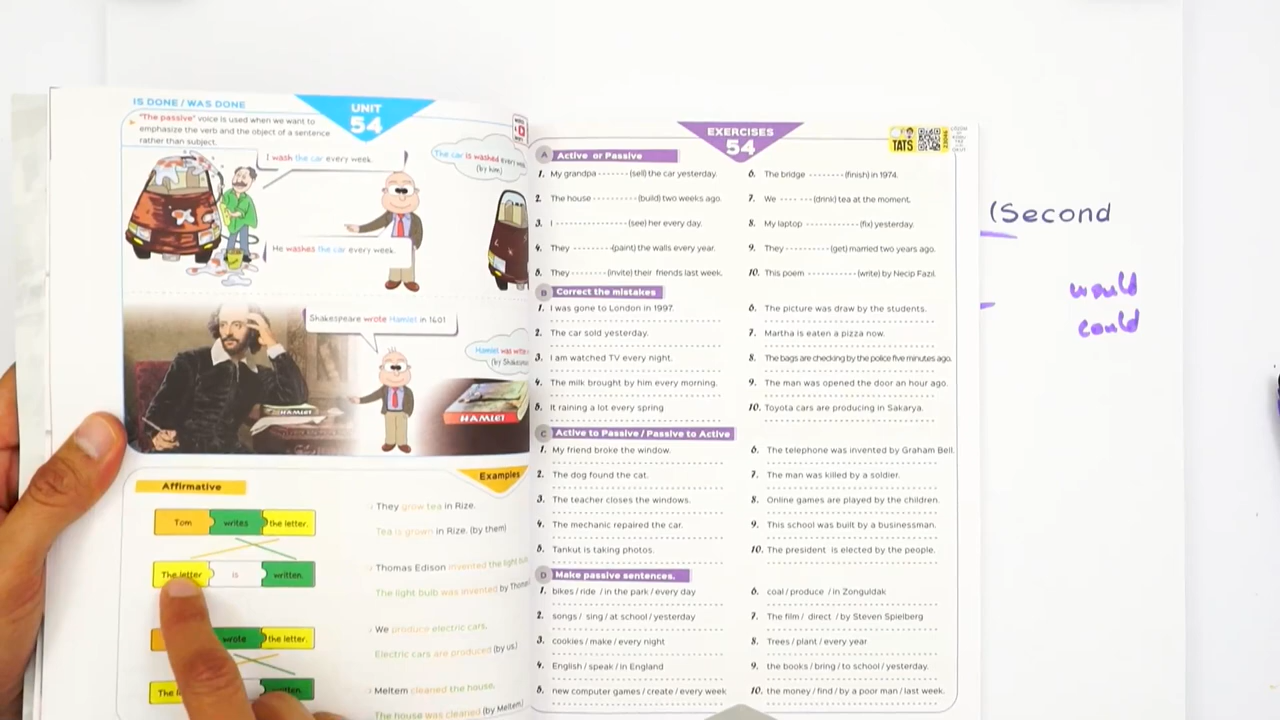 IS DONE / WAS DONE
UNIT
54
"The passive" voice is used when we want to
emphasize the verb and the object of a sentence
rather than subject.
I wash the car every week.
The car is washed every
(by him)
He washes the car every week.
Shakespeare wrote Hamlet in 1601.
Hamlet was
HAMLET
HAMLET
Examples
Affirmative
Tom writes the letter.
The letter is written.
wrote the letter.
They grow tea in Rize.
Tea is grown in Rize. (by them)
Thomas Edison invented the light
The light bulb was invented by
We produce electric cars.
Electric cars are produced (by us)
Meltem cleaned the house.
The house was cleaned (by Meltem)
EXERCISES
54
TATS
A Active or Passive
1. My grandpa ------- (sell) the car yesterday.
2. The house ---------- (build) two weeks ago.
3. I ------------ (see) her every day.
4. They --------- (paint) the walls every year.
5. They -------- (invite) their friends last week.
6. The bridge -------- (finish) in 1974.
7. We ------- (drink) tea at the moment.
8. My laptop --------- (fix) yesterday.
9. They ---------- (get) married two years ago.
10. This poem ----------- (write) by Necip Fazıl.
B Correct the mistakes
1. I was gone to London in 1997.
2. The car sold yesterday.
3. I am watched TV every night.
4. The milk brought by him every morning.
5. It raining a lot every spring
6. The picture was draw by the students.
7. Martha is eaten a pizza now.
8. The bags are checking by the police five minutes ago.
9. The man was opened the door an hour ago.
10. Toyota cars are producing in Sakarya.
C Active to Passive / Passive to Active
1. My friend broke the window.
2. The dog found the cat.
3. The teacher closes the windows.
4. The mechanic repaired the car.
5. Tankut is taking photos.
6. The telephone was invented by Graham Bell.
7. The man was killed by a soldier.
8. Online games are played by the children.
9. This school was built by a businessman.
10. The president is elected by the people.
D Make passive sentences.
1. bikes / ride / in the park / every day
2. songs / sing / at school / yesterday
3. cookies / make / every night
4. English / speak / in England
5. new computer games / create / every week
6. coal / produce / in Zonguldak
7. The film / direct / by Steven Spielberg
8. Trees / plant / every year
9. the books / bring / to school / yesterday.
10. the money / find / by a poor man / last week.
(Second
would
could